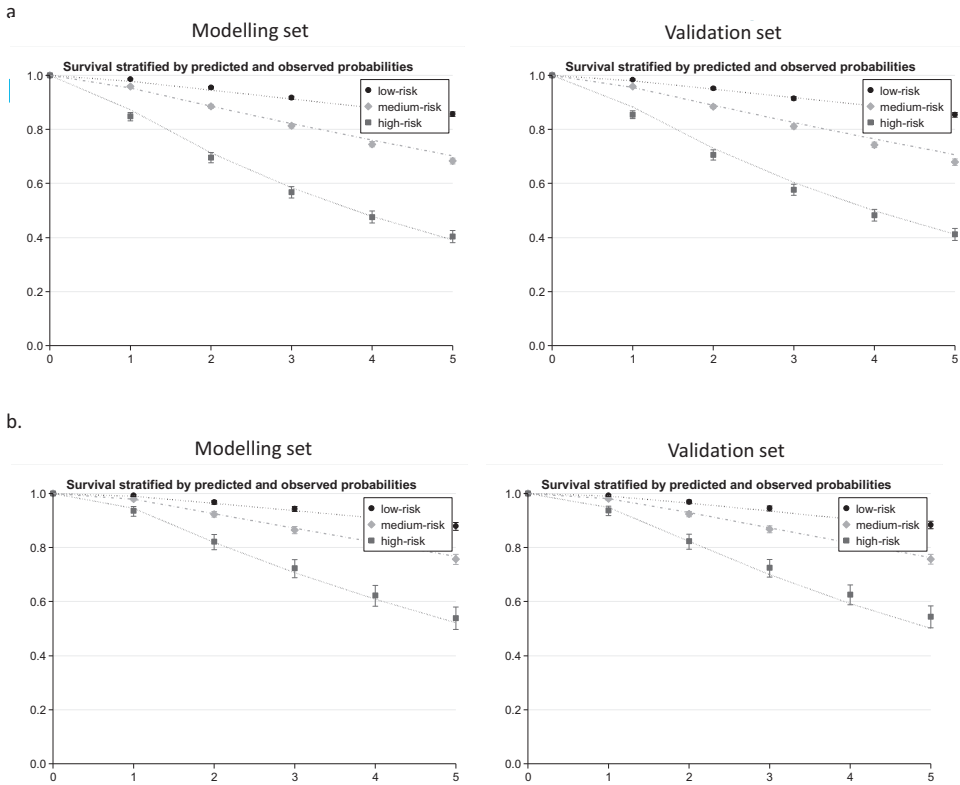 a
Modelling set
Survival stratified by predicted and observed probabilities
1.0
0.8
0.6
0.4
0.2
0.0
low-risk
medium-risk
high-risk
0 1 2 3 4 5
Validation set
Survival stratified by predicted and observed probabilities
1.0
0.8
0.6
0.4
0.2
0.0
low-risk
medium-risk
high-risk
0 1 2 3 4 5
b.
Modelling set
Survival stratified by predicted and observed probabilities
1.0
0.8
0.6
0.4
0.2
0.0
low-risk
medium-risk
high-risk
0 1 2 3 4 5
Validation set
Survival stratified by predicted and observed probabilities
1.0
0.8
0.6
0.4
0.2
0.0
low-risk
medium-risk
high-risk
0 1 2 3 4 5